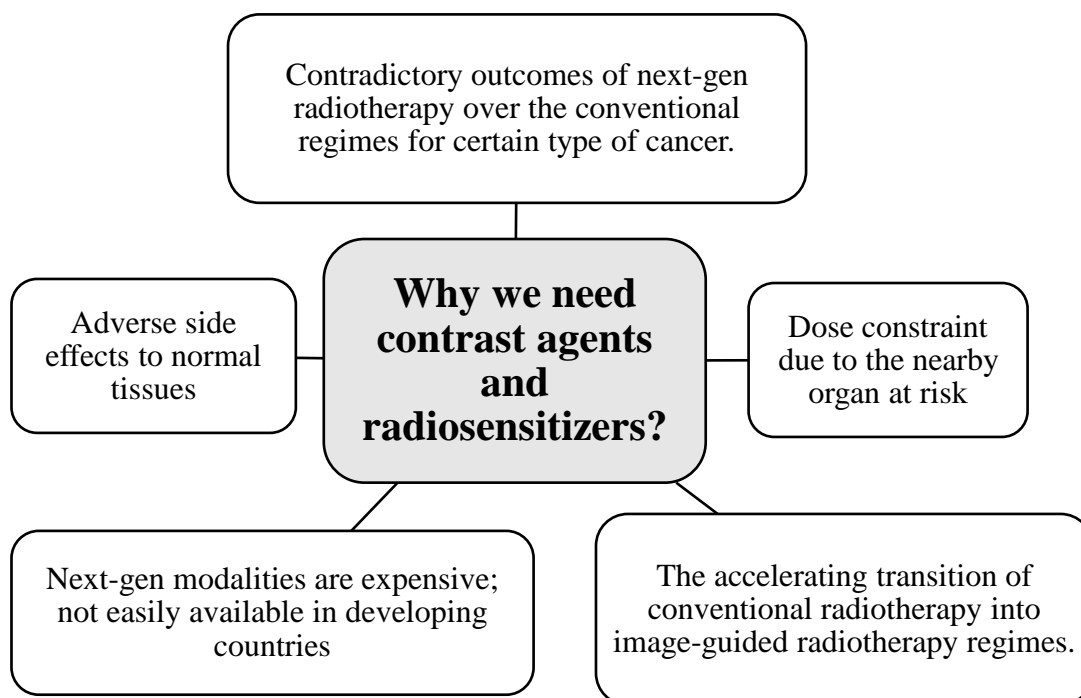 Contradictory outcomes of next-gen
radiotherapy over the conventional
regimes for certain type of cancer.
Why we need
contrast agents
and
radiosensitizers?
Adverse side
effects to normal
tissues
Dose constraint
due to the nearby
organ at risk
Next-gen modalities are expensive;
not easily available in developing
countries
The accelerating transition of
conventional radiotherapy into
image-guided radiotherapy regimes.